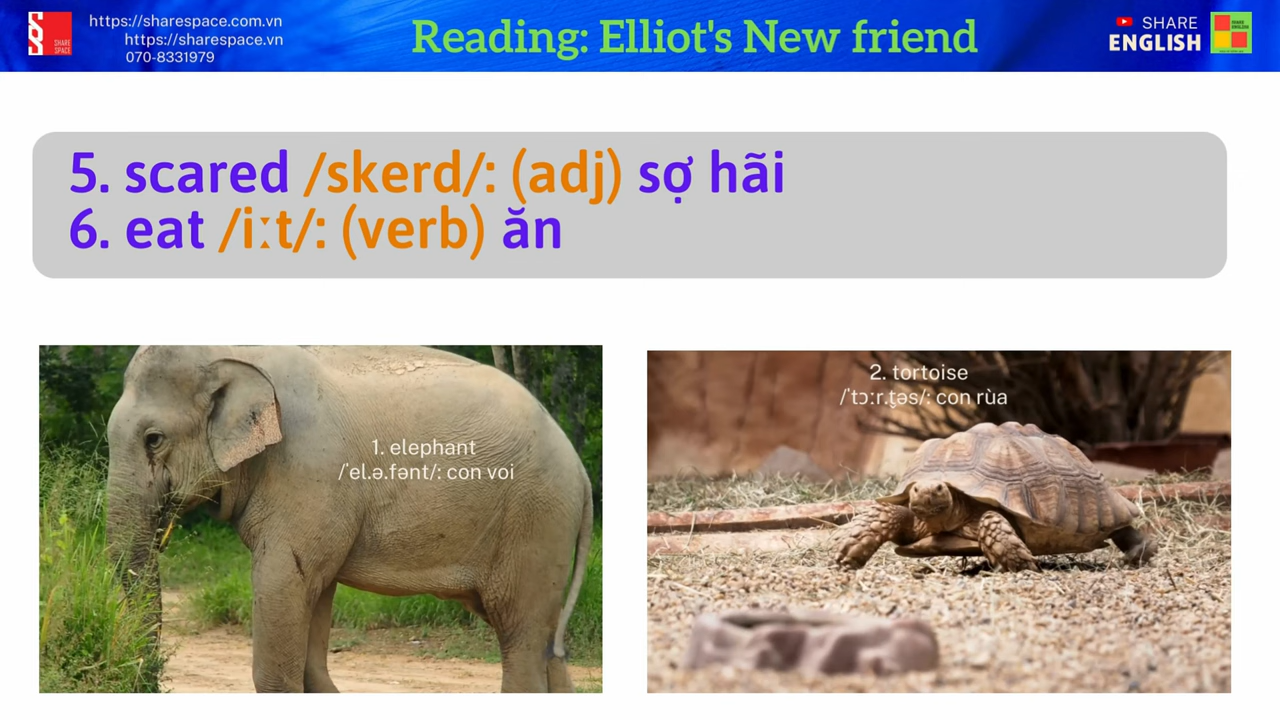 SHARE
SPACE
https://sharespace.com.vn
https://sharespace.vn
070-8331979
Reading: Elliot's New friend
SHARE
ENGLISH
5. scared /skerd/: (adj) sợ hãi
6. eat /iːt/: (verb) ăn
1. elephant
/ˈel.ə.fənt/: con voi
2. tortoise
/ˈtɔːr.t̬əs/: con rùa